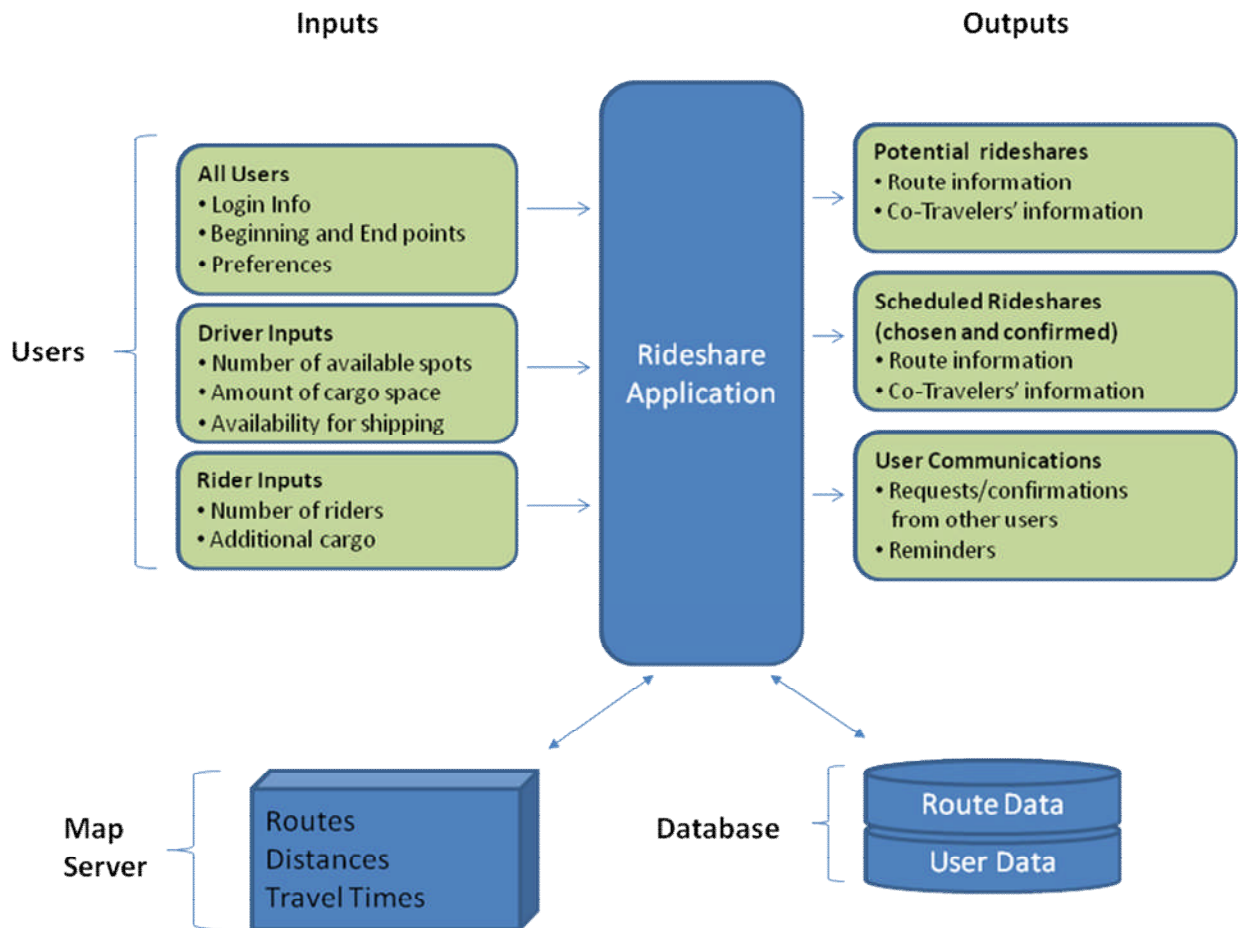 Inputs
Outputs
All Users
• Login Info
• Beginning and End points
• Preferences
Driver Inputs
• Number of available spots
• Amount of cargo space
• Availability for shipping
Rider Inputs
• Number of riders
• Additional cargo
Users
Rideshare
Application
Potential rideshares
• Route information
• Co-Travelers’ information
Scheduled Rideshares
(chosen and confirmed)
• Route information
• Co-Travelers’ information
User Communications
• Requests/confirmations
from other users
• Reminders
Map
Server
Routes
Distances
Travel Times
Database
Route Data
User Data